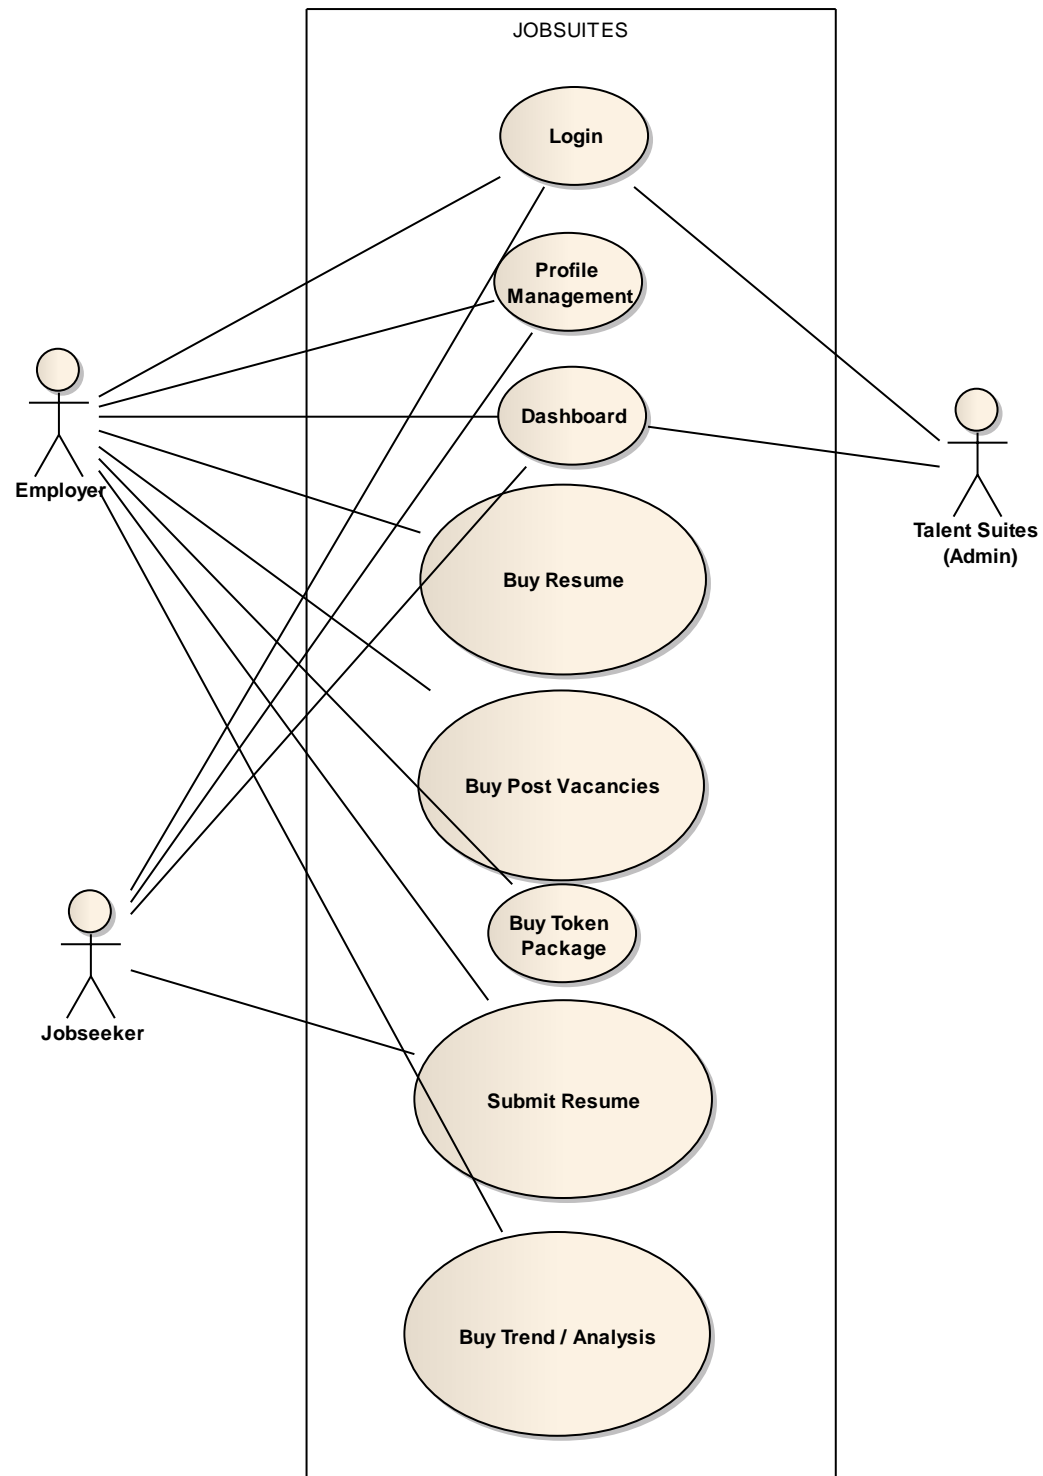 JOBSUITES
Login
Profile
Management
Dashboard
Employer
Talent Suites
(Admin)
Buy Resume
Buy Post Vacancies
Buy Token
Package
Jobseeker
Submit Resume
Buy Trend / Analysis